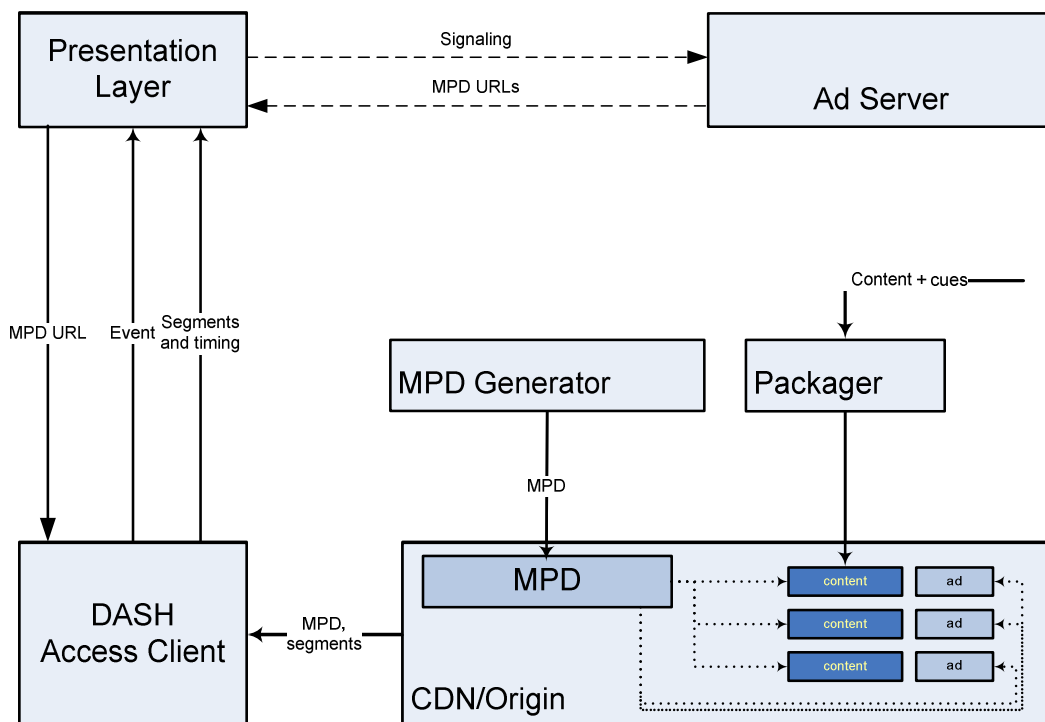 Presentation
Layer
Signaling
MPD URLs
Ad Server
Content + cues
MPD URL
Event
Segments
and timing
MPD Generator
Packager
MPD
DASH
Access Client
MPD,
segments
MPD
content
ad
content
ad
content
ad
CDN/Origin